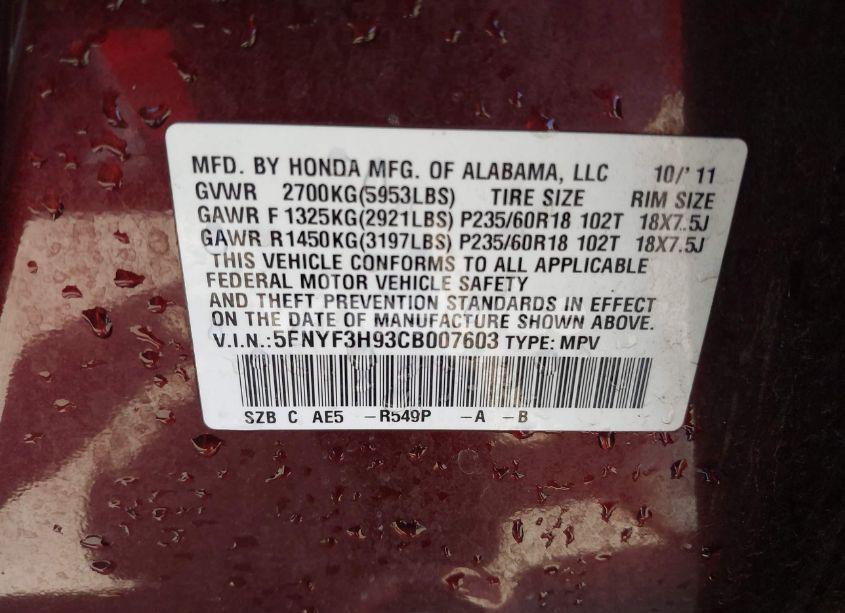 MFD. BY HONDA MFG. OF ALABAMA, LLC 10/' 11
GVWR 2700KG(5953LBS) TIRE SIZE RIM SIZE
GAWR F 1325KG(2921LBS) P235/60R18 102T 18X7.5J
GAWR R1450KG(3197LBS) P235/60R18 102T 18X7.5J
THIS VEHICLE CONFORMS TO ALL APPLICABLE
FEDERAL MOTOR VEHICLE SAFETY
AND THEFT PREVENTION STANDARDS IN EFFECT
ON THE DATE OF MANUFACTURE SHOWN ABOVE.
V.I.N.:5FNYF3H93CB007603 TYPE: MPV
SZB C AE5 -R549P -A -B